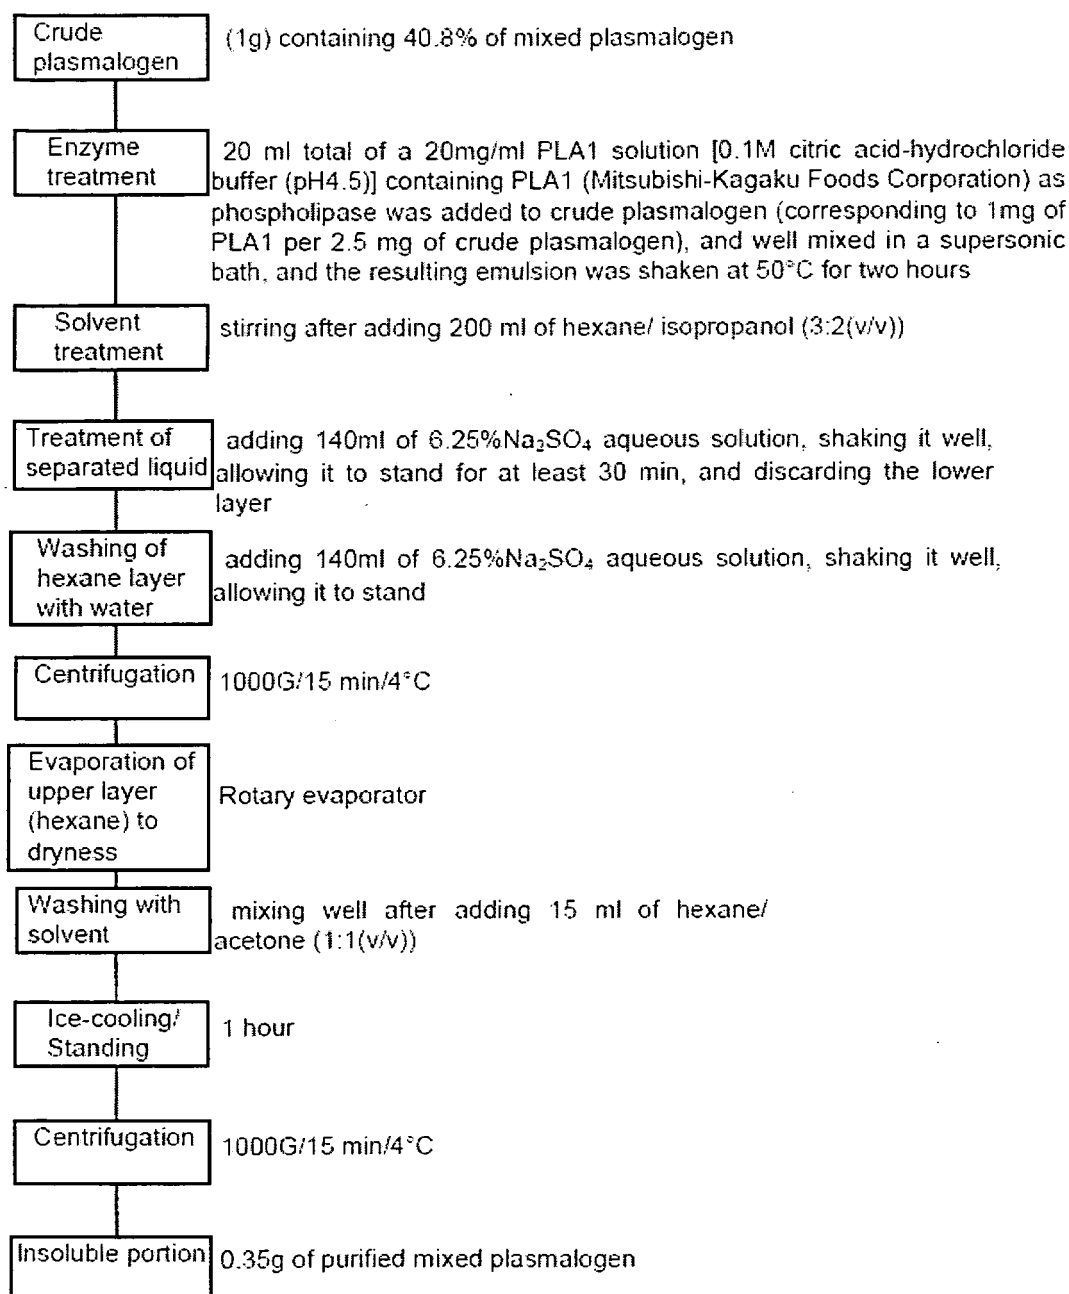 Crude
plasmalogen
(1g) containing 40.8% of mixed plasmalogen
Enzyme
treatment
20 ml total of a 20mg/ml PLA1 solution [0.1M citric acid-hydrochloride
buffer (pH4.5)] containing PLA1 (Mitsubishi-Kagaku Foods Corporation) as
phospholipase was added to crude plasmalogen (corresponding to 1mg of
PLA1 per 2.5 mg of crude plasmalogen), and well mixed in a supersonic
bath, and the resulting emulsion was shaken at 50°C for two hours
Solvent
treatment
stirring after adding 200 ml of hexane/ isopropanol (3:2(v/v))
Treatment of
separated liquid
adding 140ml of 6.25%Na₂SO₄ aqueous solution, shaking it well,
allowing it to stand for at least 30 min, and discarding the lower
layer
Washing of
hexane layer
with water
adding 140ml of 6.25%Na₂SO₄ aqueous solution, shaking it well,
allowing it to stand
Centrifugation
1000G/15 min/4°C
Evaporation of
upper layer
(hexane) to
dryness
Rotary evaporator
Washing with
solvent
mixing well after adding 15 ml of hexane/
acetone (1:1(v/v))
Ice-cooling/
Standing
1 hour
Centrifugation
1000G/15 min/4°C
Insoluble portion
0.35g of purified mixed plasmalogen